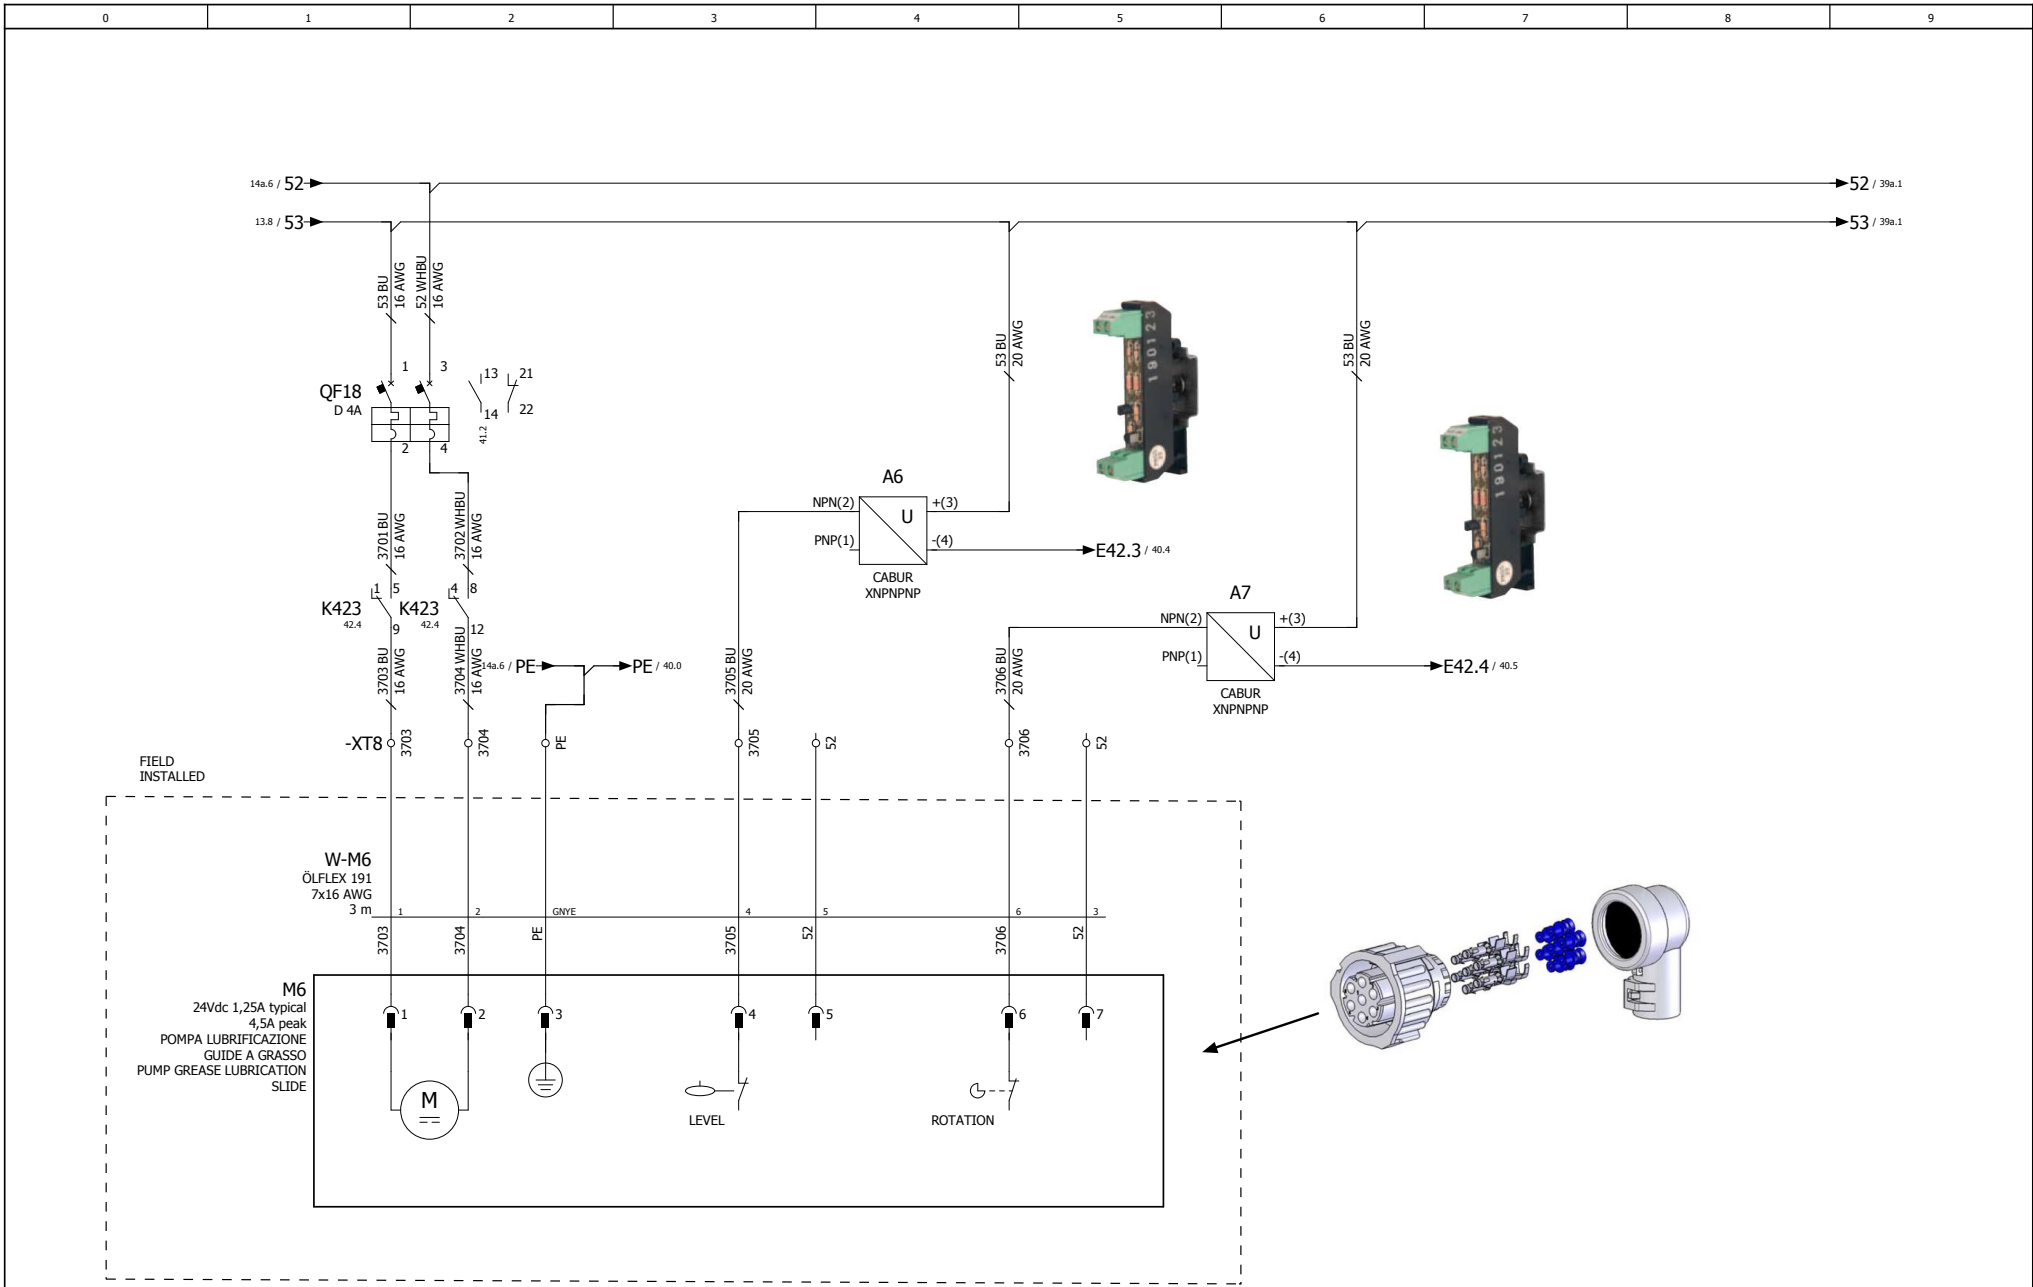 0 1 2 3 4 5 6 7 8 9
14a.6 / 52
52 / 39a.1
13.8 / 53
53 / 39a.1
53 BU
16 AWG
52 WHBU
16 AWG
53 BU
20 AWG
53 BU
20 AWG
190123
190123
QF18
D 4A
1
3
2
4
13
14
41.2
21
22
3701 BU
16 AWG
3702 WHBU
16 AWG
A6
NPN(2)
U
+(3)
PNP(1)
-(4)
E42.3 / 40.4
CABUR
XNPNPNP
K423
42.4
1
5
9
K423
42.4
4
8
12
A7
NPN(2)
U
+(3)
PNP(1)
-(4)
E42.4 / 40.5
CABUR
XNPNPNP
3703 BU
16 AWG
3704 WHBU
16 AWG
14a.6 / PE
PE / 40.0
3705 BU
20 AWG
3706 BU
20 AWG
-XT8
3703
3704
PE
3705
52
3706
52
FIELD
INSTALLED
W-M6
ÖLFLEX 191
7x16 AWG
3 m
1
2
GNYE
4
5
6
3
3703
3704
PE
3705
52
3706
52
M6
24Vdc 1,25A typical
4,5A peak
POMPA LUBRIFICAZIONE
GUIDE A GRASSO
PUMP GREASE LUBRICATION
SLIDE
1
2
3
4
5
6
7
M
LEVEL
ROTATION